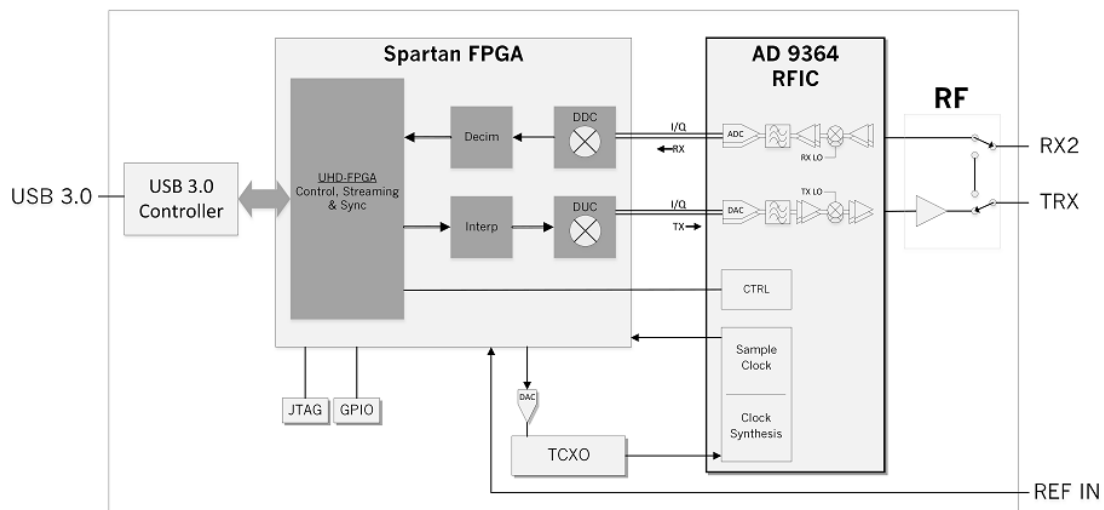 Spartan FPGA
AD 9364
RFIC
RF
UHD-FPGA
Control, Streaming
& Sync
Decim
DDC
I/Q
RX
ADC
RX LO
RX2
USB 3.0
USB 3.0
Controller
Interp
DUC
I/Q
TX
DAC
TX LO
TRX
CTRL
Sample
Clock
Clock
Synthesis
JTAG
GPIO
DAC
TCXO
REF IN